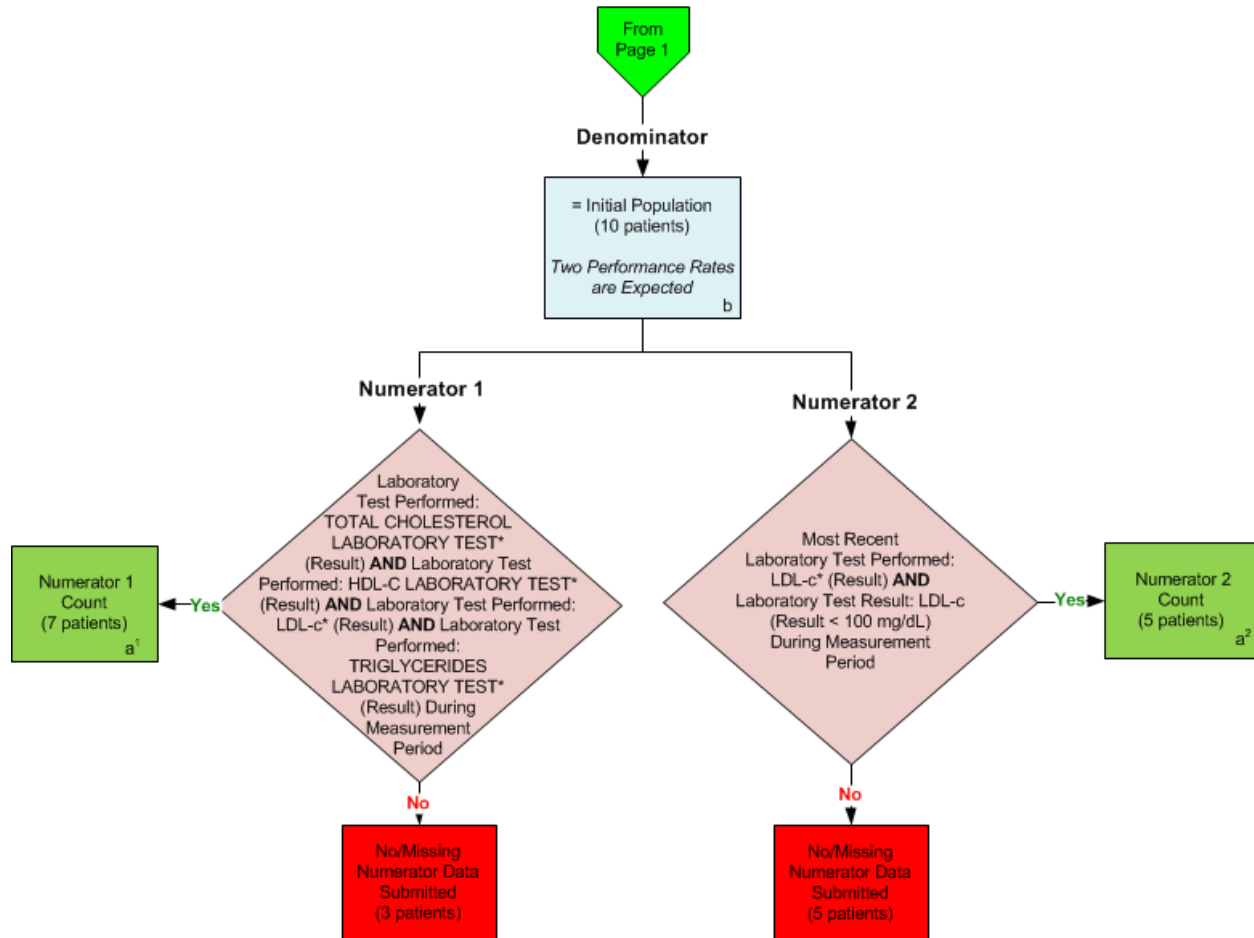 From
Page 1
Denominator
= Initial Population
(10 patients)
Two Performance Rates
are Expected
b
Numerator 1
Numerator 2
Laboratory
Test Performed:
TOTAL CHOLESTEROL
LABORATORY TEST*
(Result) AND Laboratory Test
Performed: HDL-C LABORATORY TEST*
(Result) AND Laboratory Test Performed:
LDL-c* (Result) AND Laboratory Test
Performed:
TRIGLYCERIDES
LABORATORY TEST*
(Result) During
Measurement
Period
Yes
Numerator 1
Count
(7 patients)
a¹
Most Recent
Laboratory Test Performed:
LDL-c* (Result) AND
Laboratory Test Result: LDL-c
(Result < 100 mg/dL)
During Measurement
Period
Yes
Numerator 2
Count
(5 patients)
a²
No
No/Missing
Numerator Data
Submitted
(3 patients)
No
No/Missing
Numerator Data
Submitted
(5 patients)